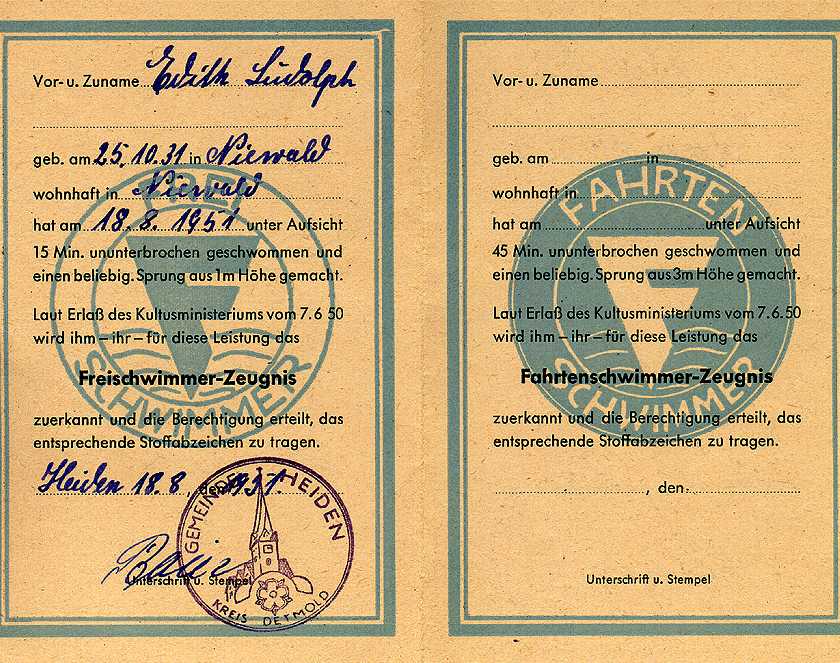 Vor- u. Zuname Edith Ludolph
geb. am 25.10.31 in Niewald
wohnhaft in Niewald
hat am 18.8.1951 unter Aufsicht
15 Min. ununterbrochen geschwommen und
einen beliebig. Sprung aus 1m Höhe gemacht.
Laut Erlaß des Kultusministeriums vom 7.6 50
wird ihm – ihr – für diese Leistung das
Freischwimmer-Zeugnis
zuerkannt und die Berechtigung erteilt, das
entsprechende Stoffabzeichen zu tragen.
Heiden 18.8, den 1951
Unterschrift u. Stempel
GEMEINDE HEIDEN
KREIS DETMOLD
FREI
F
SCHWIMMER
Vor- u. Zuname
geb. am in
wohnhaft in
hat am unter Aufsicht
45 Min. ununterbrochen geschwommen und
einen beliebig. Sprung aus 3m Höhe gemacht.
Laut Erlaß des Kultusministeriums vom 7.6.50
wird ihm – ihr – für diese Leistung das
Fahrtenschwimmer-Zeugnis
zuerkannt und die Berechtigung erteilt, das
entsprechende Stoffabzeichen zu tragen.
, den
Unterschrift u. Stempel
FAHRTEN
F
SCHWIMMER